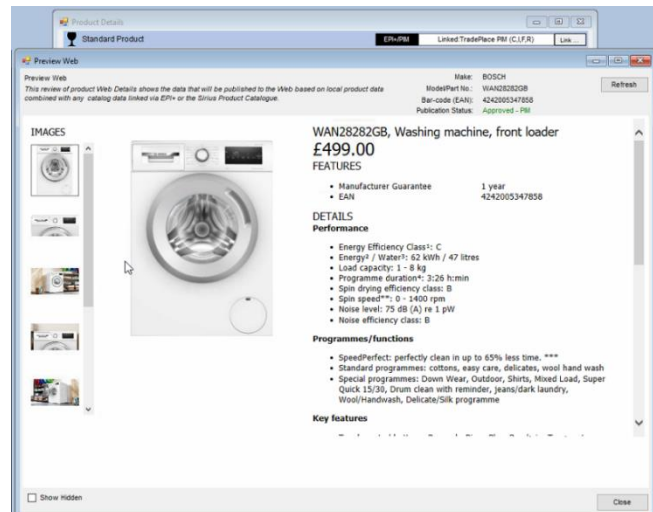 Product Details
Standard Product
EPI+/PIM
Linked:TradePlace PIM (C,I,F,R)
Link ...
Preview Web
Preview Web
This review of product Web Details shows the data that will be published to the Web based on local product data
combined with any catalog data linked via EPI+ or the Sirius Product Catalogue.
Make: BOSCH
Model/Part No.: WAN28282GB
Bar-code (EAN): 4242005347858
Publication Status: Approved - PM
Refresh
IMAGES
WAN28282GB, Washing machine, front loader
£499.00
FEATURES
• Manufacturer Guarantee 1 year
• EAN 4242005347858
DETAILS
Performance
• Energy Efficiency Class¹: C
• Energy² / Water³: 62 kWh / 47 litres
• Load capacity: 1 - 8 kg
• Programme duration⁴: 3:26 h:min
• Spin drying efficiency class: B
• Spin speed**: 0 - 1400 rpm
• Noise level: 75 dB (A) re 1 pW
• Noise efficiency class: B
Programmes/functions
• SpeedPerfect: perfectly clean in up to 65% less time. ***
• Standard programmes: cottons, easy care, delicates, wool hand wash
• Special programmes: Down Wear, Outdoor, Shirts, Mixed Load, Super
Quick 15/30, Drum clean with reminder, jeans/dark laundry,
Wool/Handwash, Delicate/Silk programme
Key features
Show Hidden
Close